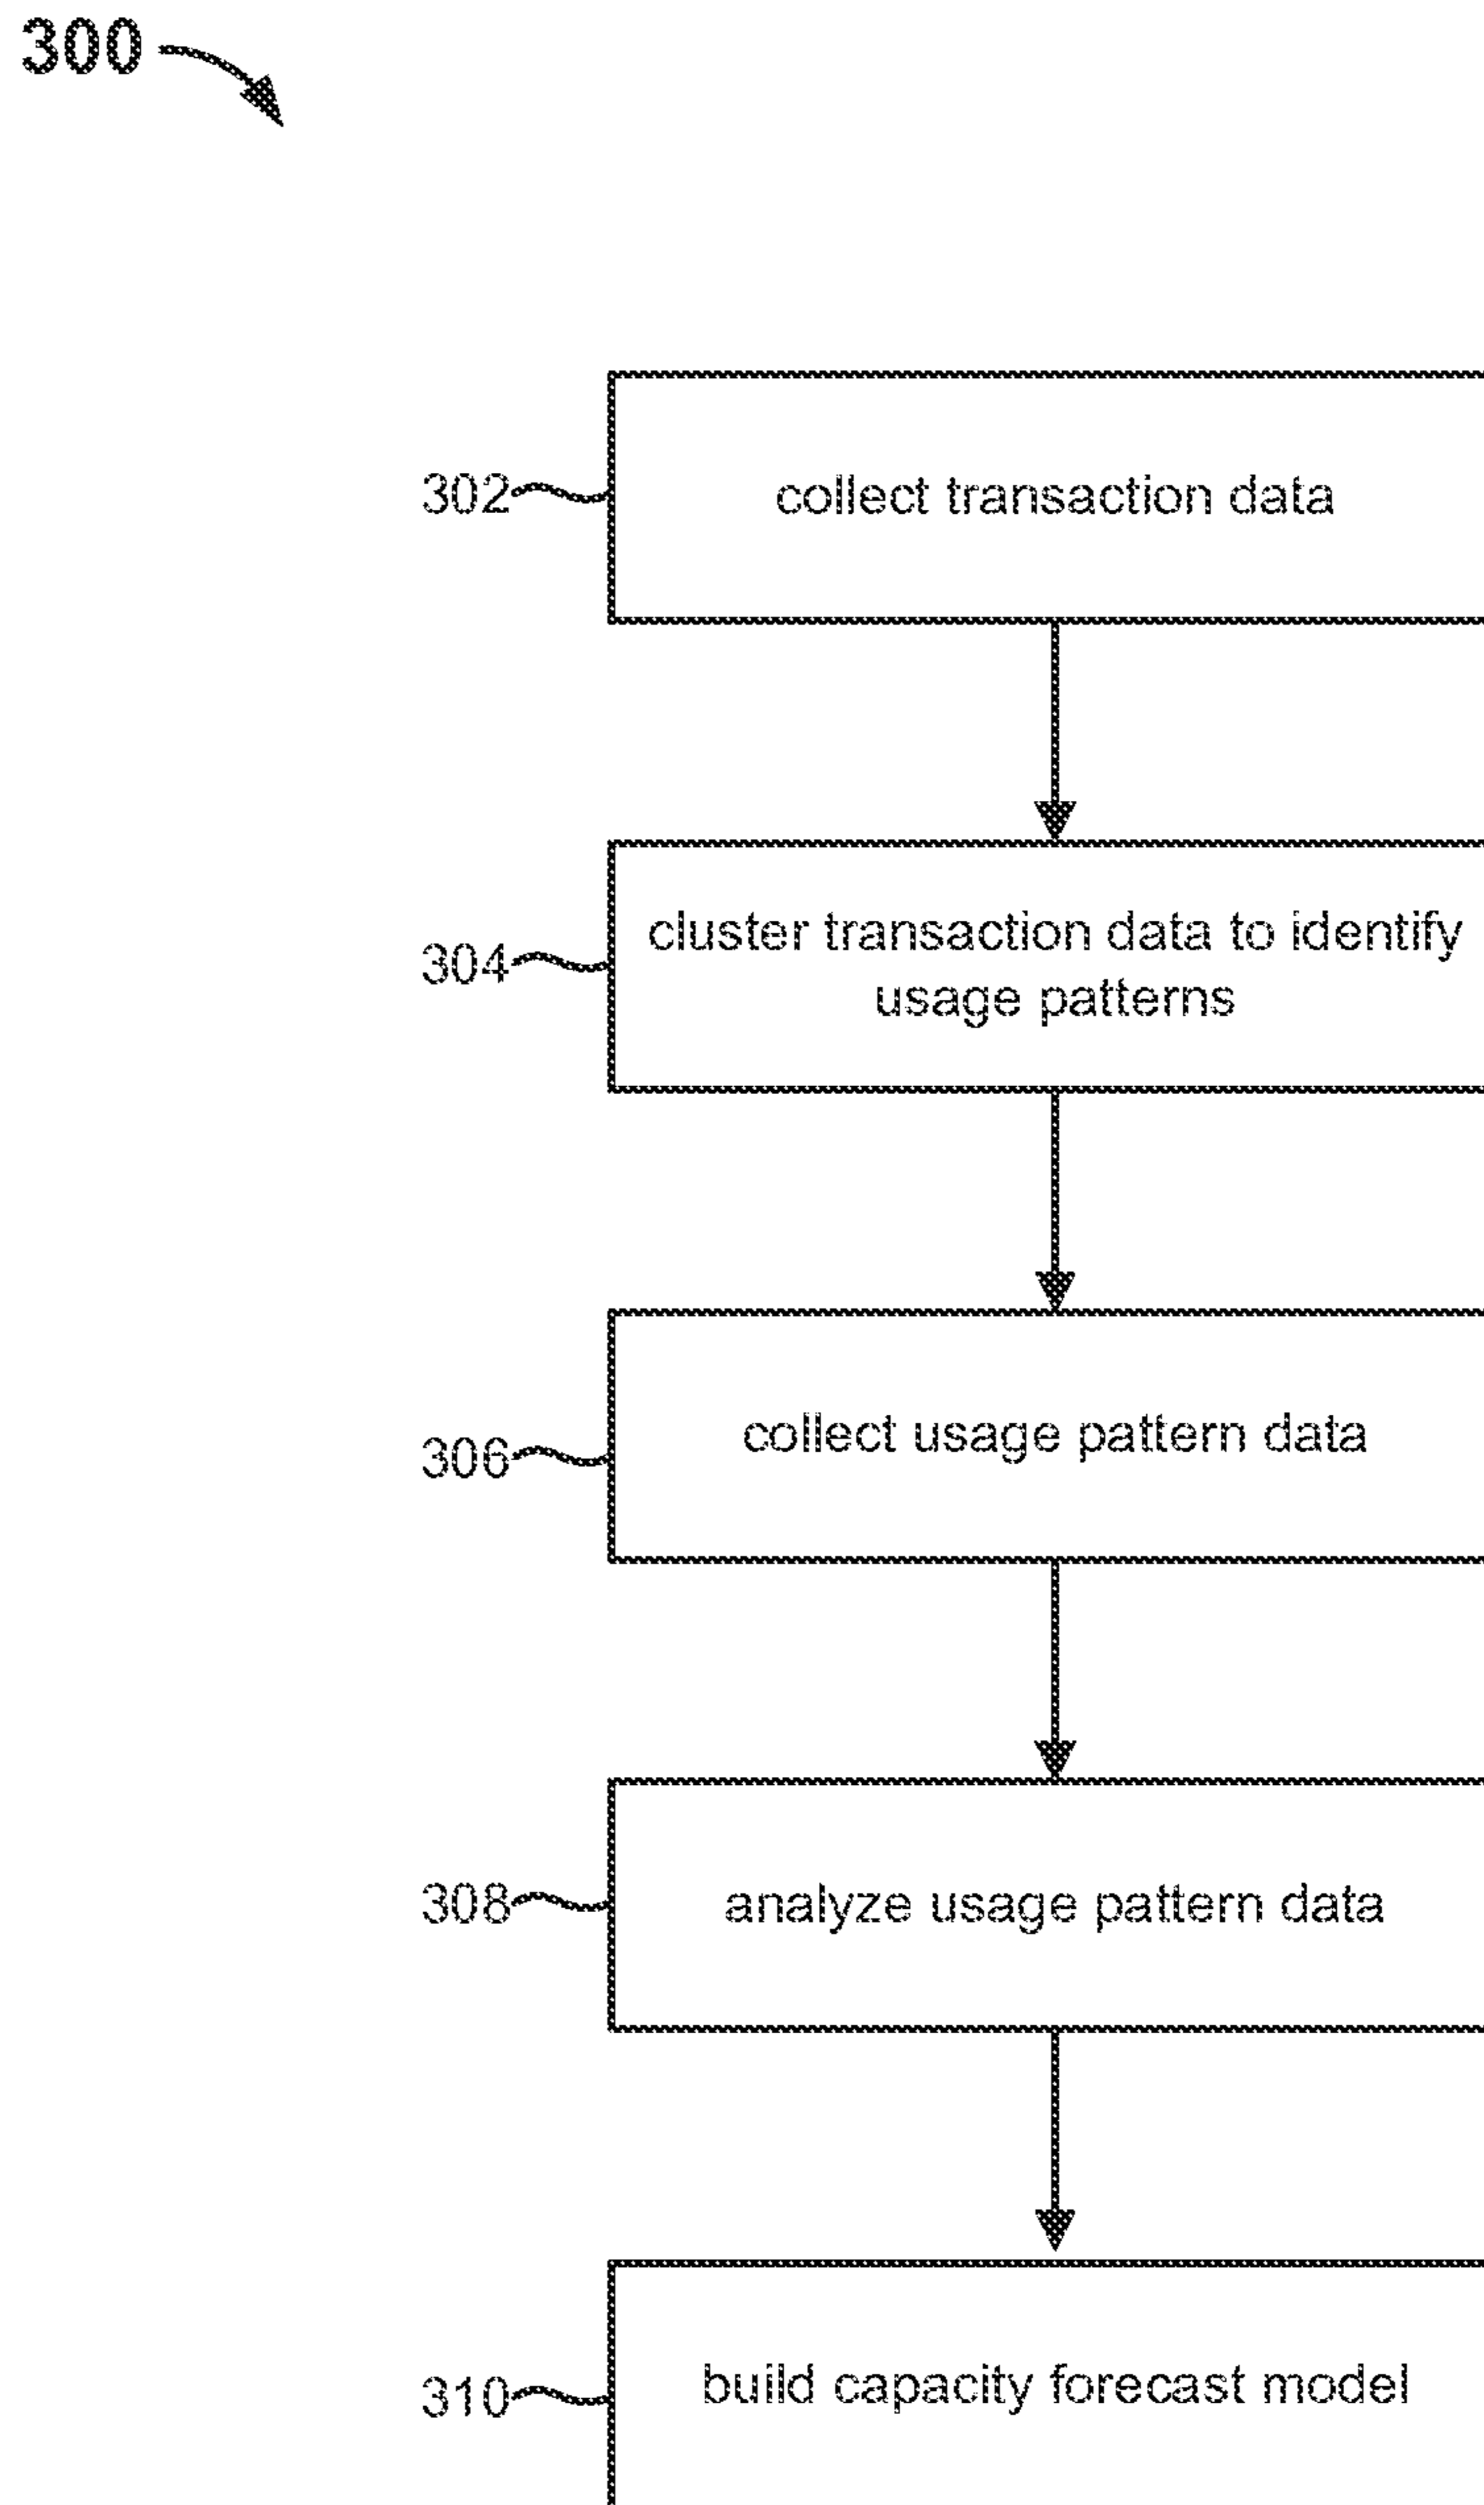 300
302
collect transaction data
304
cluster transaction data to identify
usage patterns
306
collect usage pattern data
308
analyze usage pattern data
310
build capacity forecast model